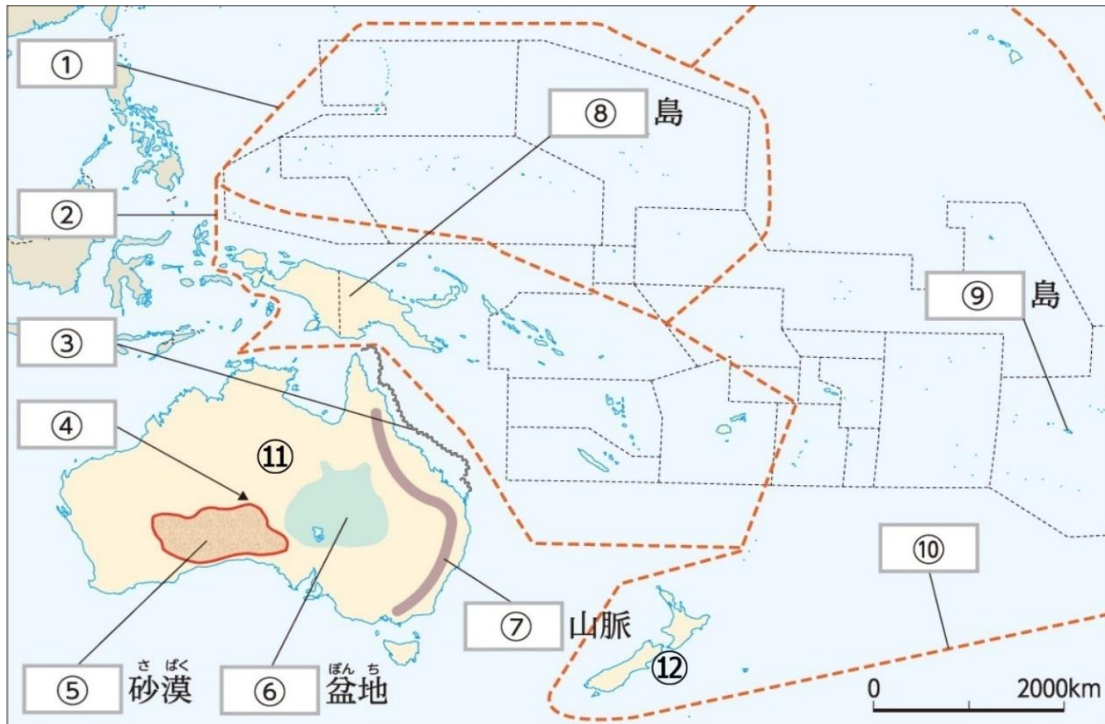 ①
⑧ 島
②
⑨ 島
③
④
⑪
⑩
⑦ 山脈
⑫
さ ばく
⑤ 砂漠
ぼん ち
⑥ 盆地
0 2000km